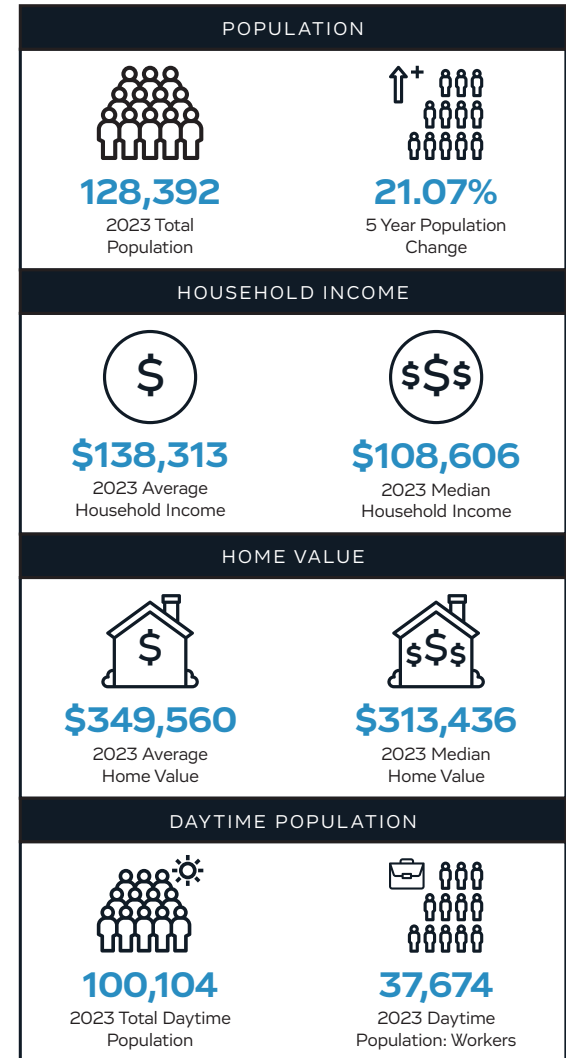 POPULATION
128,392
2023 Total
Population
21.07%
5 Year Population
Change
HOUSEHOLD INCOME
$
$138,313
2023 Average
Household Income
$$$
$108,606
2023 Median
Household Income
HOME VALUE
$
$349,560
2023 Average
Home Value
$$$
$313,436
2023 Median
Home Value
DAYTIME POPULATION
100,104
2023 Total Daytime
Population
37,674
2023 Daytime
Population: Workers